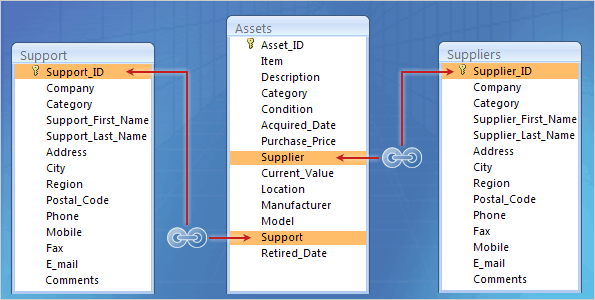 Support
Support_ID
Company
Category
Support_First_Name
Support_Last_Name
Address
City
Region
Postal_Code
Phone
Mobile
Fax
E_mail
Comments
Assets
Asset_ID
Item
Description
Category
Condition
Acquired_Date
Purchase_Price
Supplier
Current_Value
Location
Manufacturer
Model
Support
Retired_Date
Suppliers
Supplier_ID
Company
Category
Supplier_First_Name
Supplier_Last_Name
Address
City
Region
Postal_Code
Phone
Fax
Mobile
E_mail
Comments